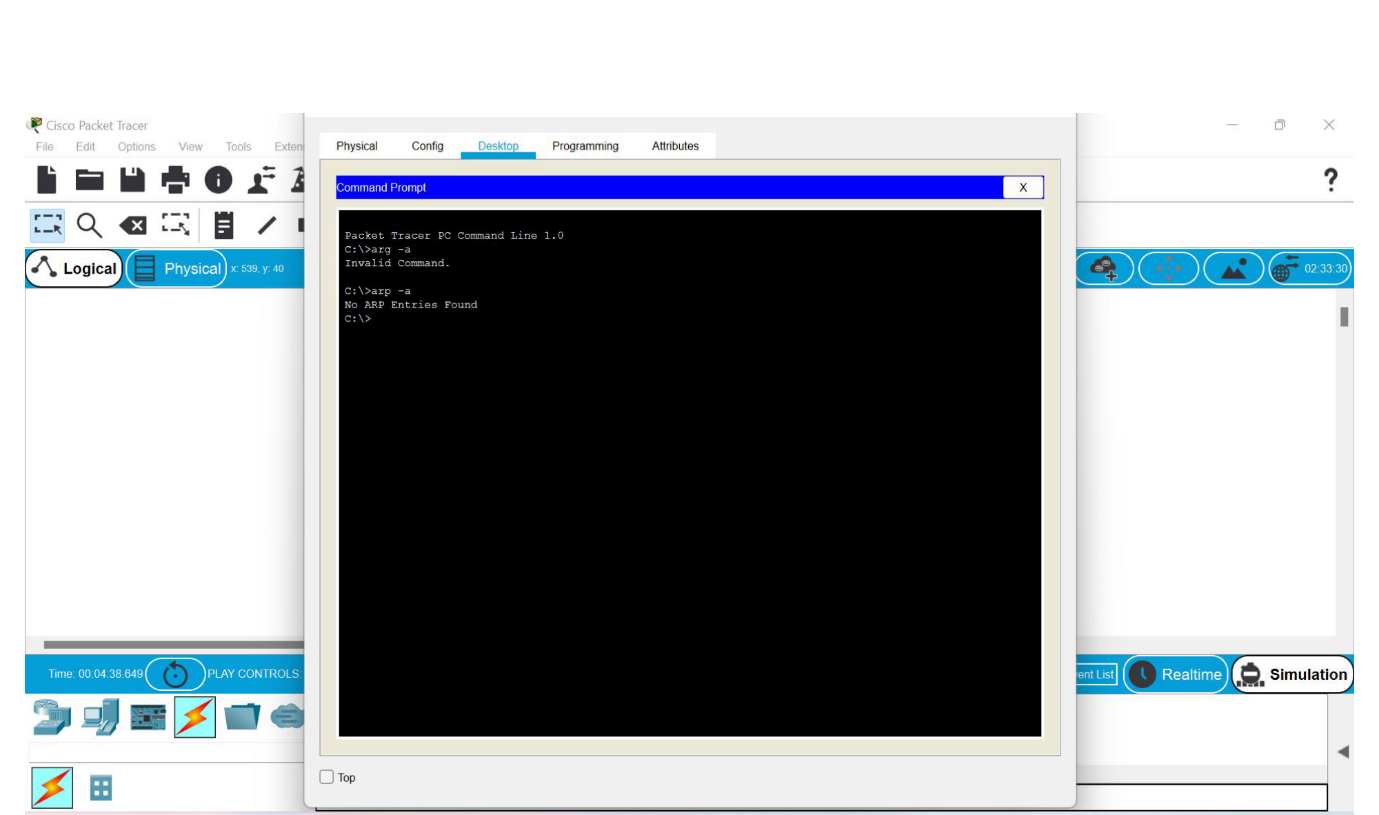 Cisco Packet Tracer
File Edit Options View Tools
Physical Config Desktop Programming Attributes
?
Command Prompt
X
Packet Tracer PC Command Line 1.0
C:\>arg -a
Invalid Command.
C:\>arp -a
No ARP Entries Found
C:\>
Logical Physical x: 539, y: 40
02:33:30
Time: 00:04:38.649 PLAY CONTROLS:
List Realtime Simulation
Top